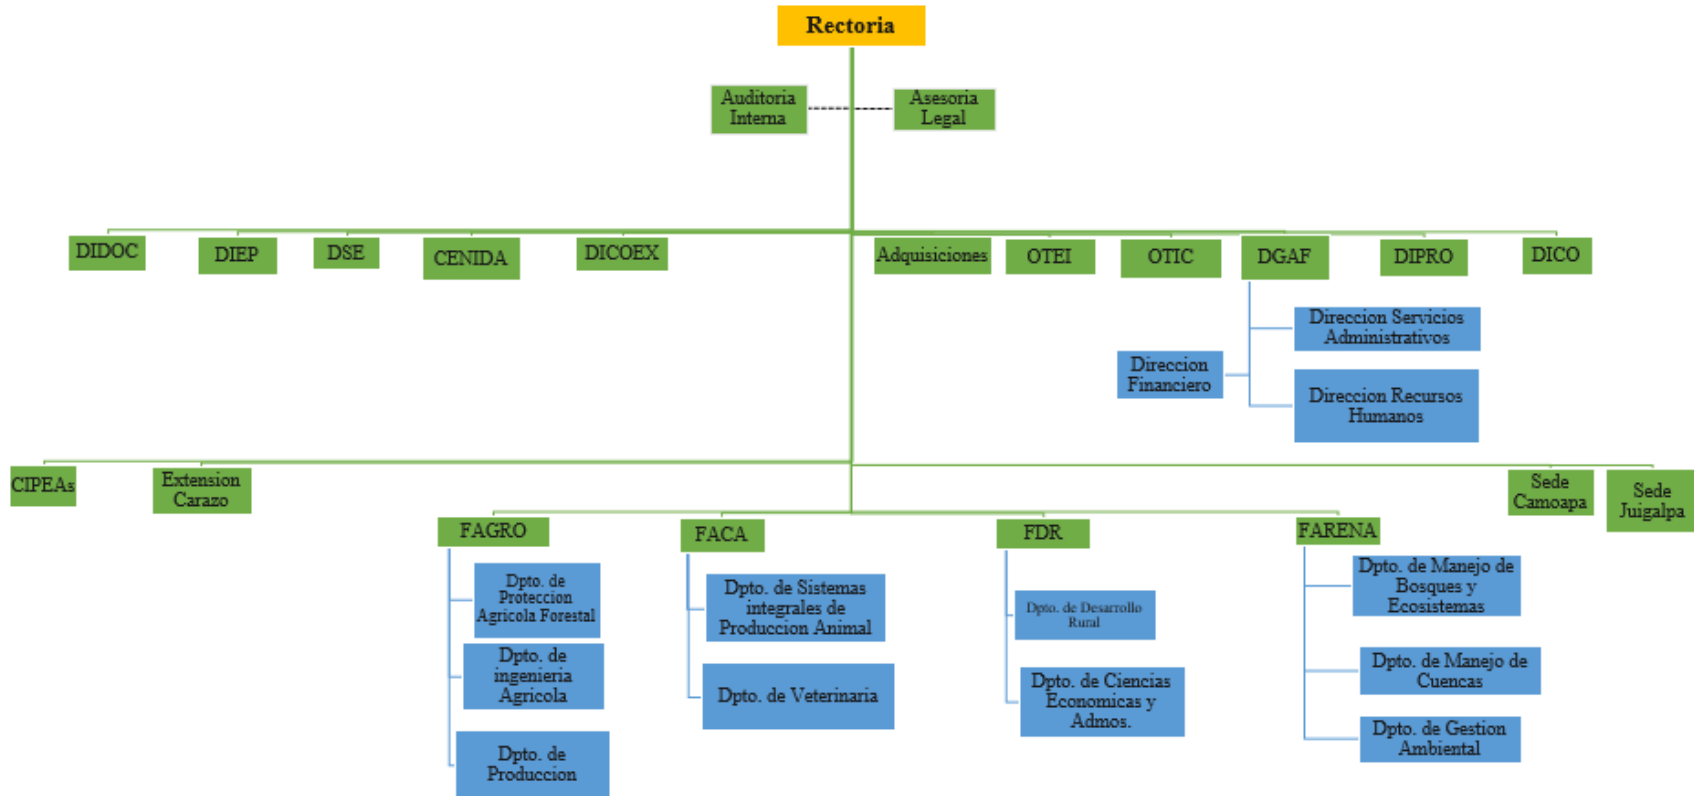 Rectoria
Auditoria
Interna
Asesoria
Legal
DIDOC
DIEP
DSE
CENIDA
DICOEX
Adquisiciones
OTEI
OTIC
DGAF
DIPRO
DICO
Direccion Servicios
Administrativos
Direccion
Financiero
Direccion Recursos
Humanos
CIPEAs
Extension
Carazo
Sede
Camoapa
Sede
Juigalpa
FAGRO
FACA
FDR
FARENA
Dpto. de
Proteccion
Agricola Forestal
Dpto. de
ingenieria
Agricola
Dpto. de
Produccion
Dpto. de Sistemas
integrales de
Produccion Animal
Dpto. de Veterinaria
Dpto. de Desarrollo
Rural
Dpto. de Ciencias
Economicas y
Admos.
Dpto. de Manejo de
Bosques y
Ecosistemas
Dpto. de Manejo de
Cuencas
Dpto. de Gestion
Ambiental